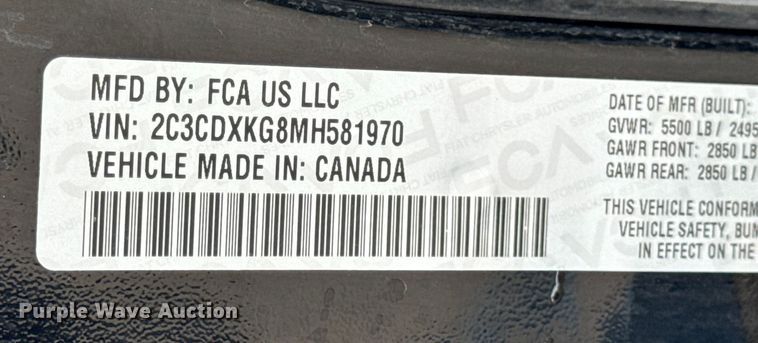 MFD BY: FCA US LLC
VIN: 2C3CDXKG8MH581970
VEHICLE MADE IN: CANADA
DATE OF MFR (BUILT):
GVWR: 5500 LB / 2495
GAWR FRONT: 2850 LB
GAWR REAR: 2850 LB /
THIS VEHICLE CONFORM
VEHICLE SAFETY, BUM
IN EFFECT ON THE
Purple Wave Auction